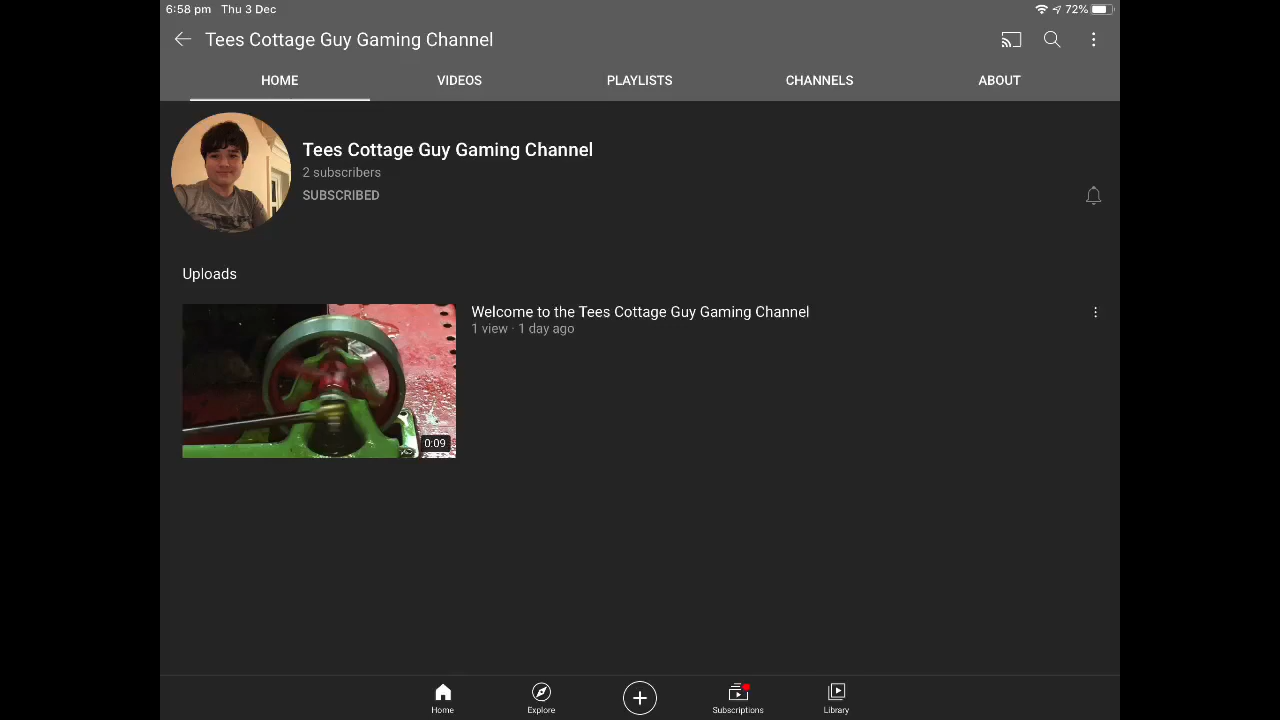 6:58 pm Thu 3 Dec 72%
Tees Cottage Guy Gaming Channel
HOME VIDEOS PLAYLISTS CHANNELS ABOUT
Tees Cottage Guy Gaming Channel
2 subscribers
SUBSCRIBED
Uploads
Welcome to the Tees Cottage Guy Gaming Channel
1 view · 1 day ago
0:09
Home Explore Subscriptions Library